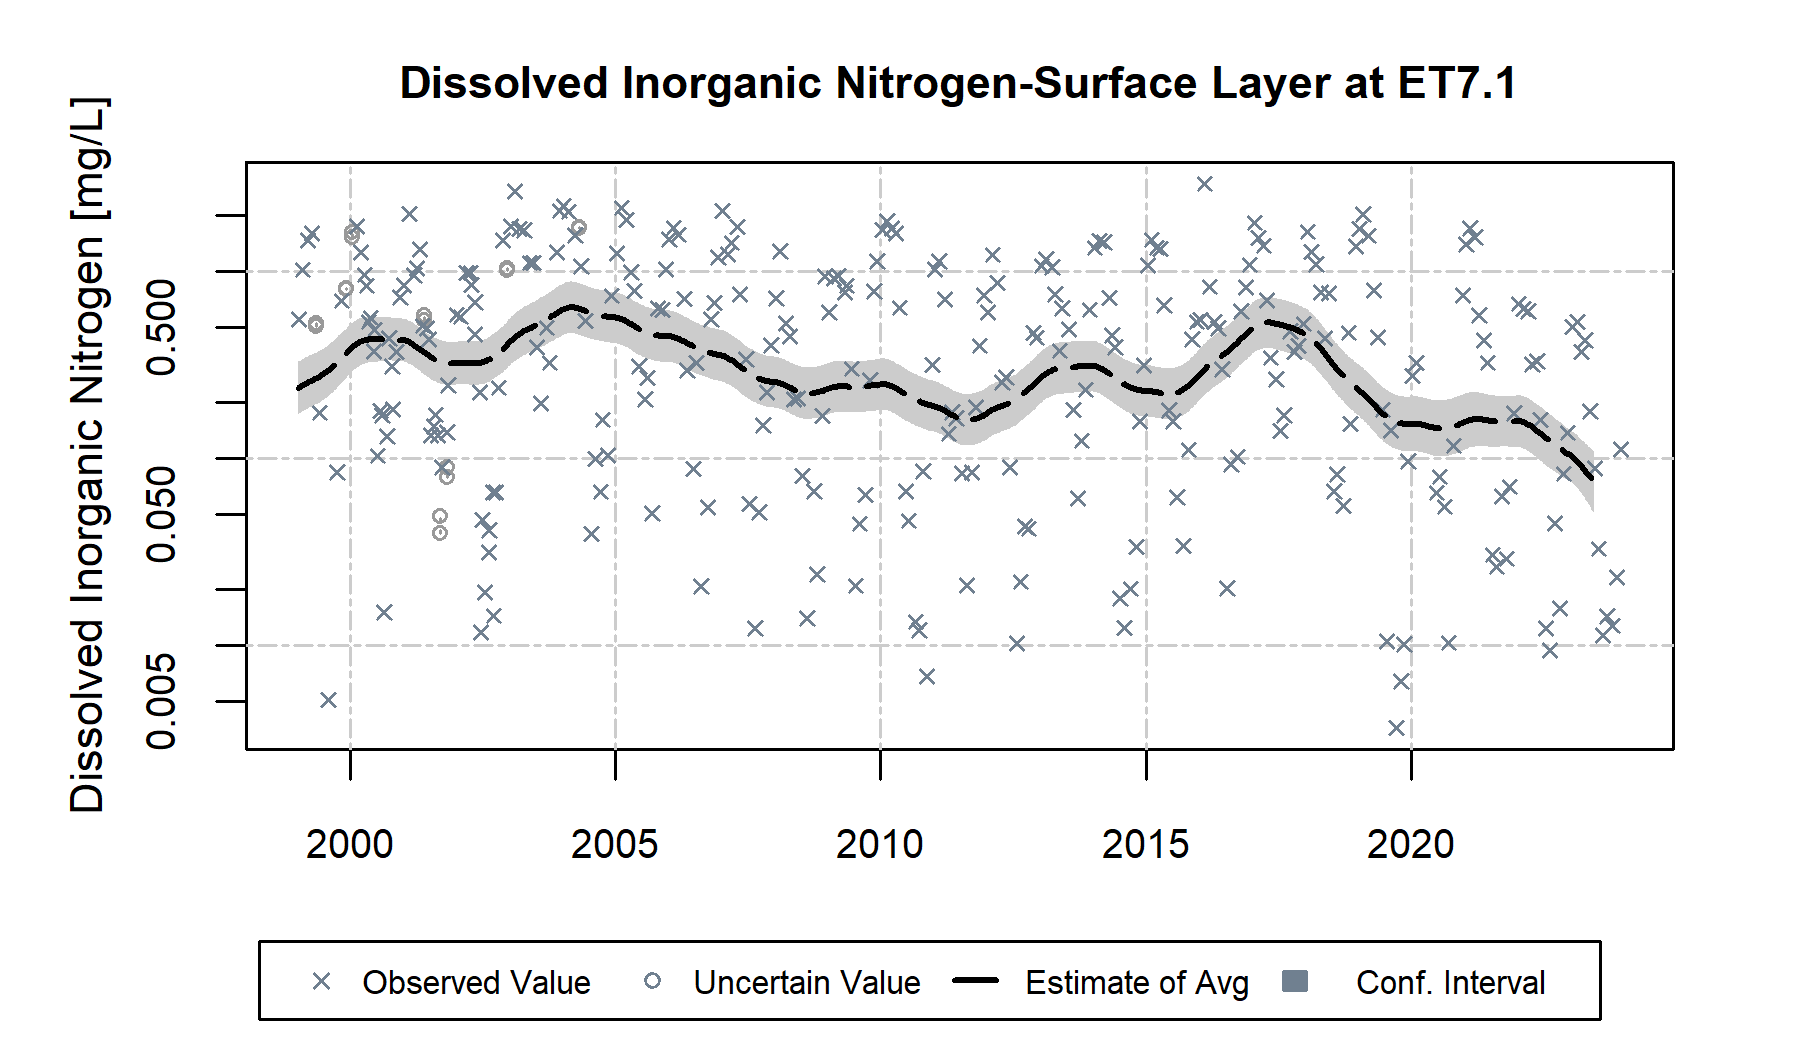 Dissolved Inorganic Nitrogen-Surface Layer at ET7.1
Dissolved Inorganic Nitrogen [mg/L]
0.500
0.050
0.005
2000 2005 2010 2015 2020
Observed Value Uncertain Value Estimate of Avg Conf. Interval